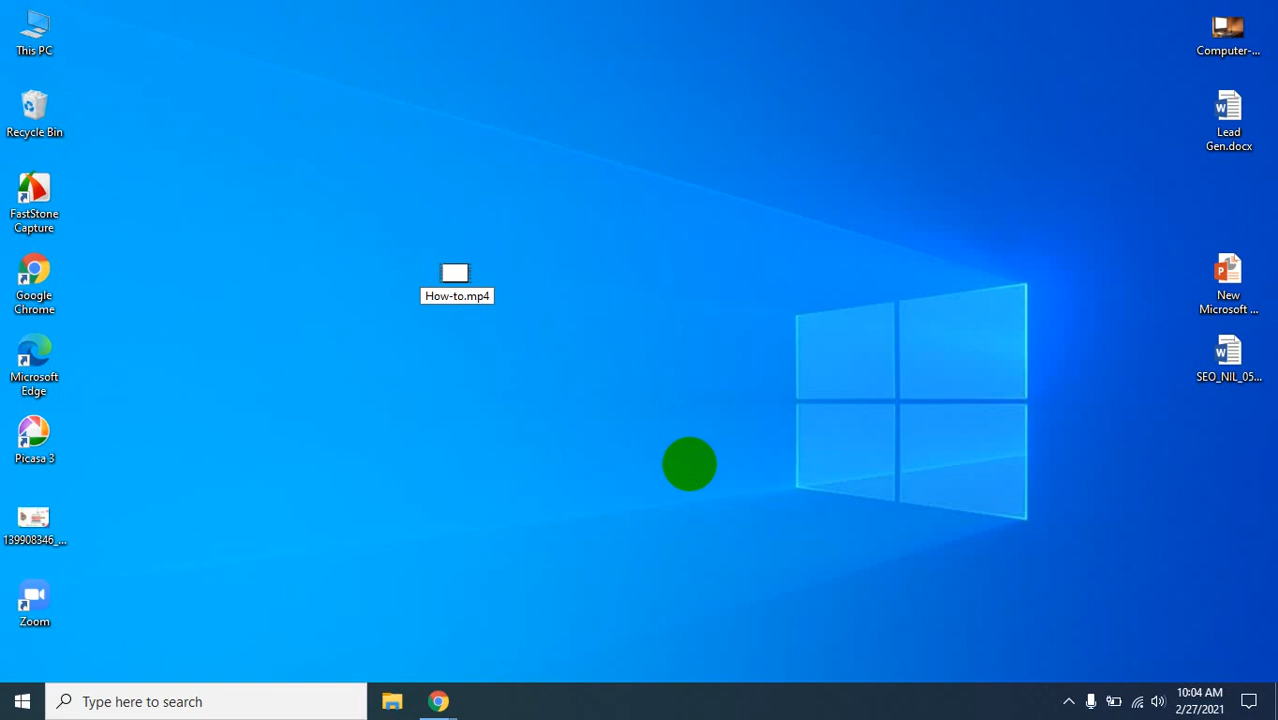 This PC
Recycle Bin
FastStone
Capture
Google
Chrome
Microsoft
Edge
Picasa 3
139908346_...
Zoom
How-to.mp4
Computer-...
Lead
Gen.docx
New
Microsoft ...
SEO_NIL_05...
Type here to search
10:04 AM
2/27/2021